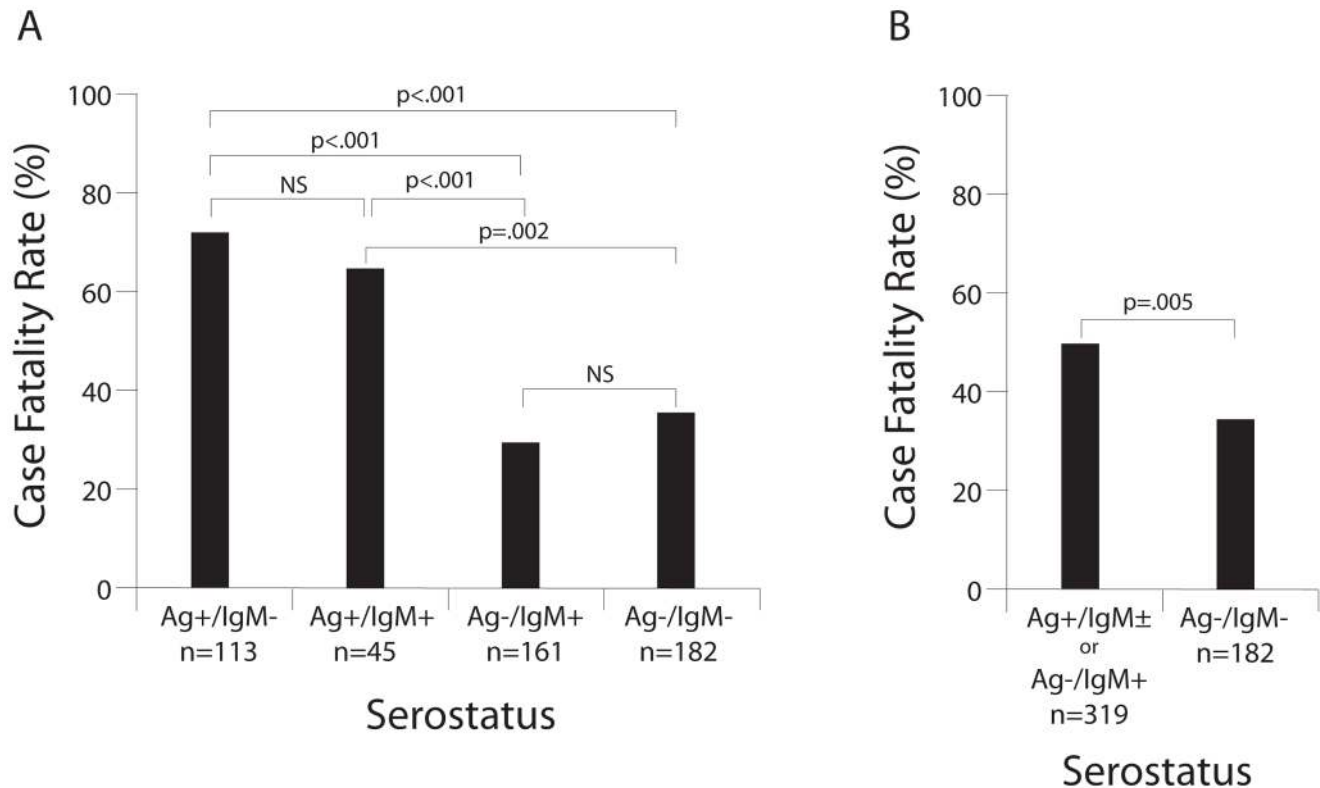 A
Case Fatality Rate (%)
100
80
60
40
20
0
p<.001
p<.001
NS
p<.001
p=.002
NS
Ag+/IgM-
n=113
Ag+/IgM+
n=45
Ag-/IgM+
n=161
Ag-/IgM-
n=182
Serostatus
B
Case Fatality Rate (%)
100
80
60
40
20
0
p=.005
Ag+/IgM±
or
Ag-/IgM+
n=319
Ag-/IgM-
n=182
Serostatus